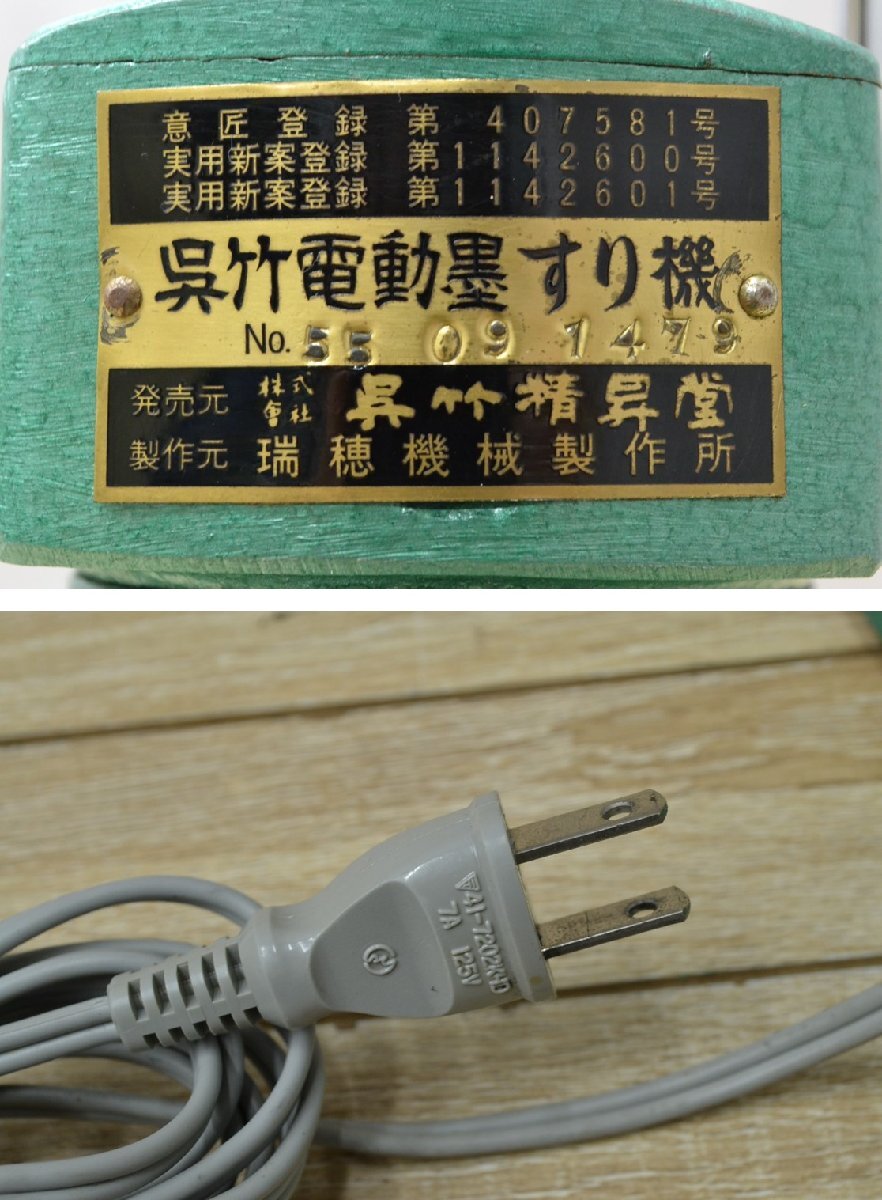 意匠登録 第 407581号
実用新案登録 第1142600号
実用新案登録 第1142601号
呉竹電動墨すり機
No. 55 09 1479
発売元 株式會社 呉竹精昇堂
製作元 瑞穂機械製作所
41-7202KD
7A 125V